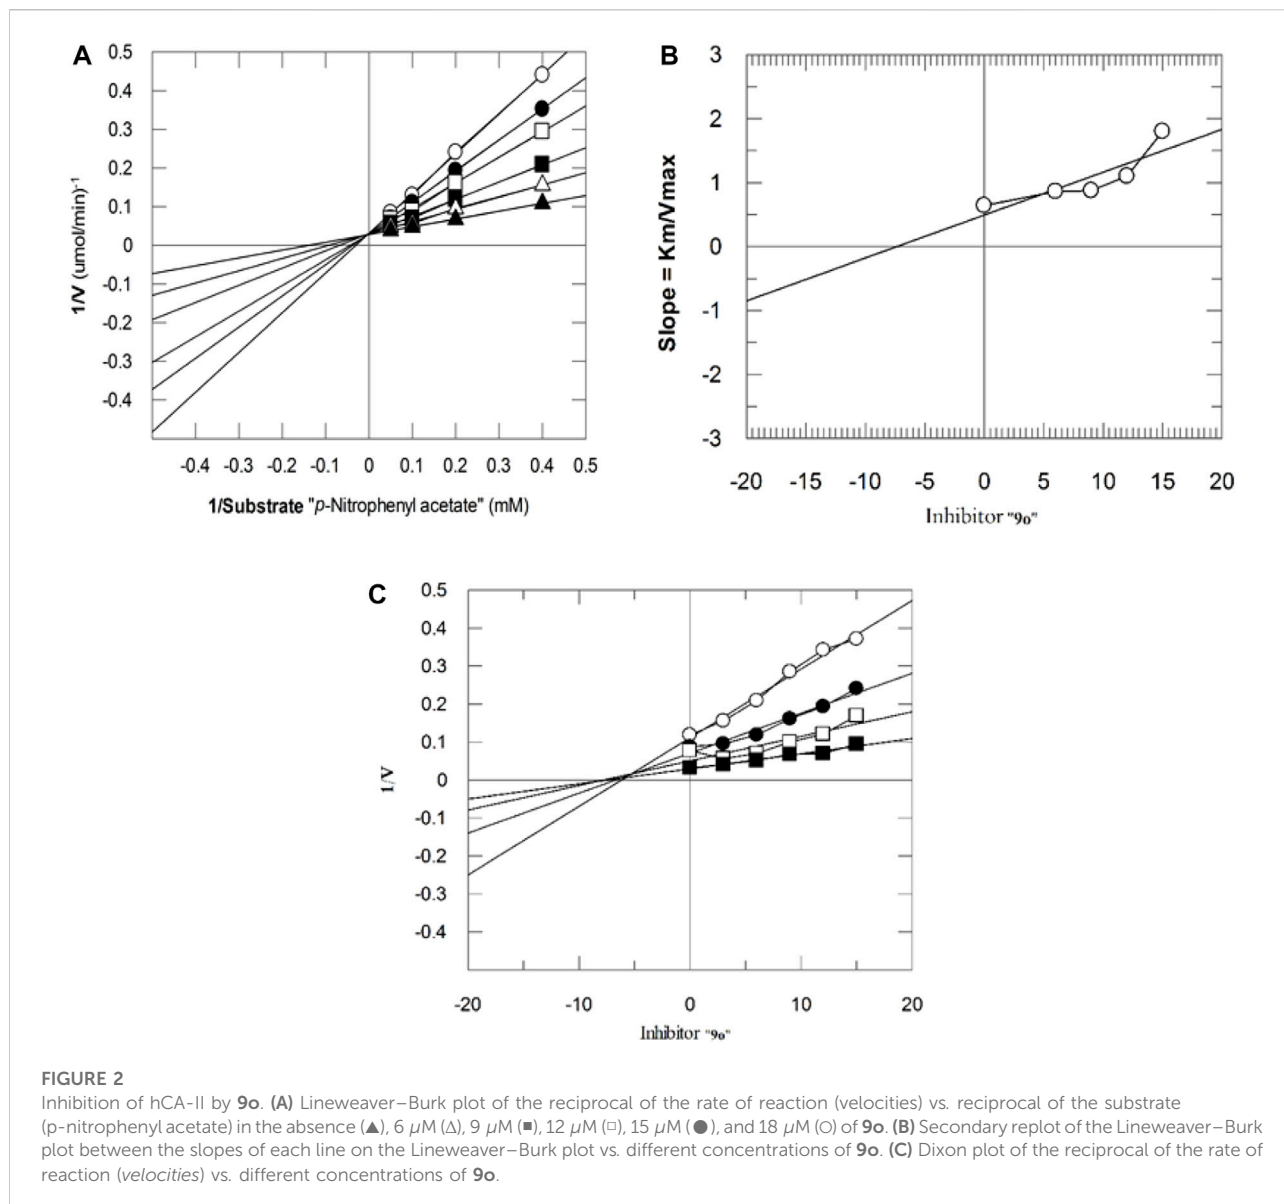 A
0.5
0.4
0.3
0.2
0.1
0
-0.1
-0.2
-0.3
-0.4
1/V (umol/min)-1
-0.4 -0.3 -0.2 -0.1 0 0.1 0.2 0.3 0.4 0.5
1/Substrate "p-Nitrophenyl acetate" (mM)
B
3
2
1
0
-1
-2
-3
Slope = Km/Vmax
-20 -15 -10 -5 0 5 10 15 20
Inhibitor "9o"
C
0.5
0.4
0.3
0.2
0.1
0
-0.1
-0.2
-0.3
-0.4
1/V
-20 -10 0 10 20
Inhibitor "9o"
FIGURE 2
Inhibition of hCA-II by 9o. (A) Lineweaver–Burk plot of the reciprocal of the rate of reaction (velocities) vs. reciprocal of the substrate
(p-nitrophenyl acetate) in the absence (▲), 6 µM (△), 9 µM (■), 12 µM (□), 15 µM (●), and 18 µM (○) of 9o. (B) Secondary replot of the Lineweaver–Burk
plot between the slopes of each line on the Lineweaver–Burk plot vs. different concentrations of 9o. (C) Dixon plot of the reciprocal of the rate of
reaction (velocities) vs. different concentrations of 9o.